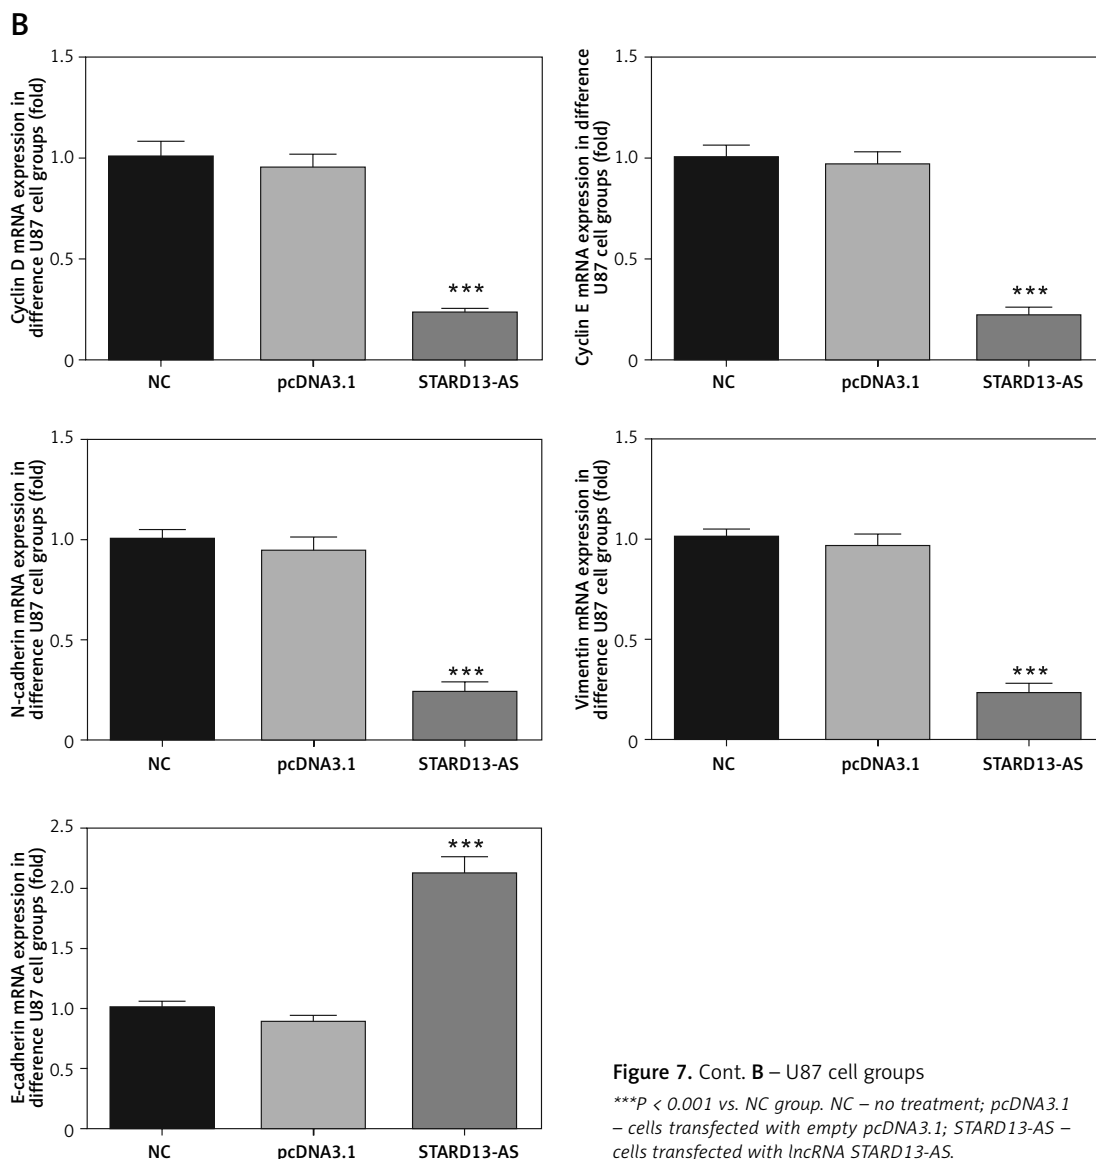 B
Cyclin D mRNA expression in
difference U87 cell groups (fold)
1.5
1.0
0.5
0
***
NC
pcDNA3.1
STARD13-AS
Cyclin E mRNA expression in difference
U87 cell groups (fold)
1.5
1.0
0.5
0
***
NC
pcDNA3.1
STARD13-AS
N-cadherin mRNA expression in
difference U87 cell groups (fold)
1.5
1.0
0.5
0
***
NC
pcDNA3.1
STARD13-AS
Vimentin mRNA expression in
difference U87 cell groups (fold)
1.5
1.0
0.5
0
***
NC
pcDNA3.1
STARD13-AS
E-cadherin mRNA expression in
difference U87 cell groups (fold)
2.5
2.0
1.5
1.0
0.5
0
***
NC
pcDNA3.1
STARD13-AS
Figure 7. Cont. B – U87 cell groups
***P < 0.001 vs. NC group. NC – no treatment; pcDNA3.1
– cells transfected with empty pcDNA3.1; STARD13-AS –
cells transfected with lncRNA STARD13-AS.